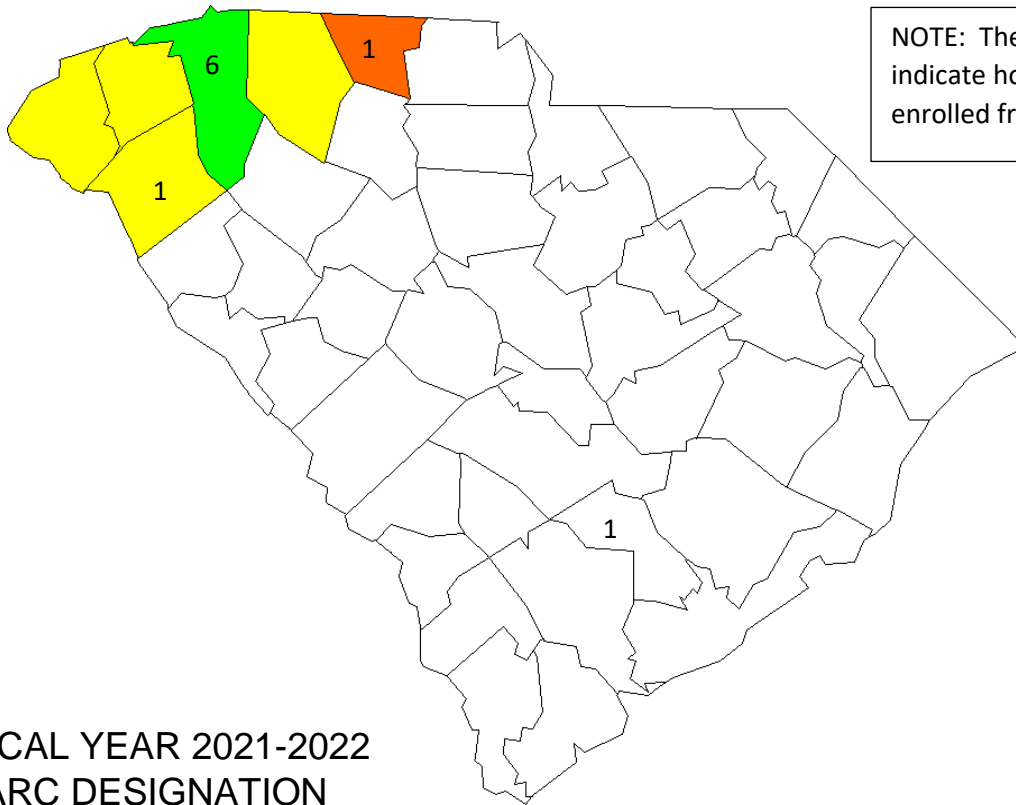 6
1
NOTE: The
indicate ho
enrolled fr
1
1
CAL YEAR 2021-2022
ARC DESIGNATION